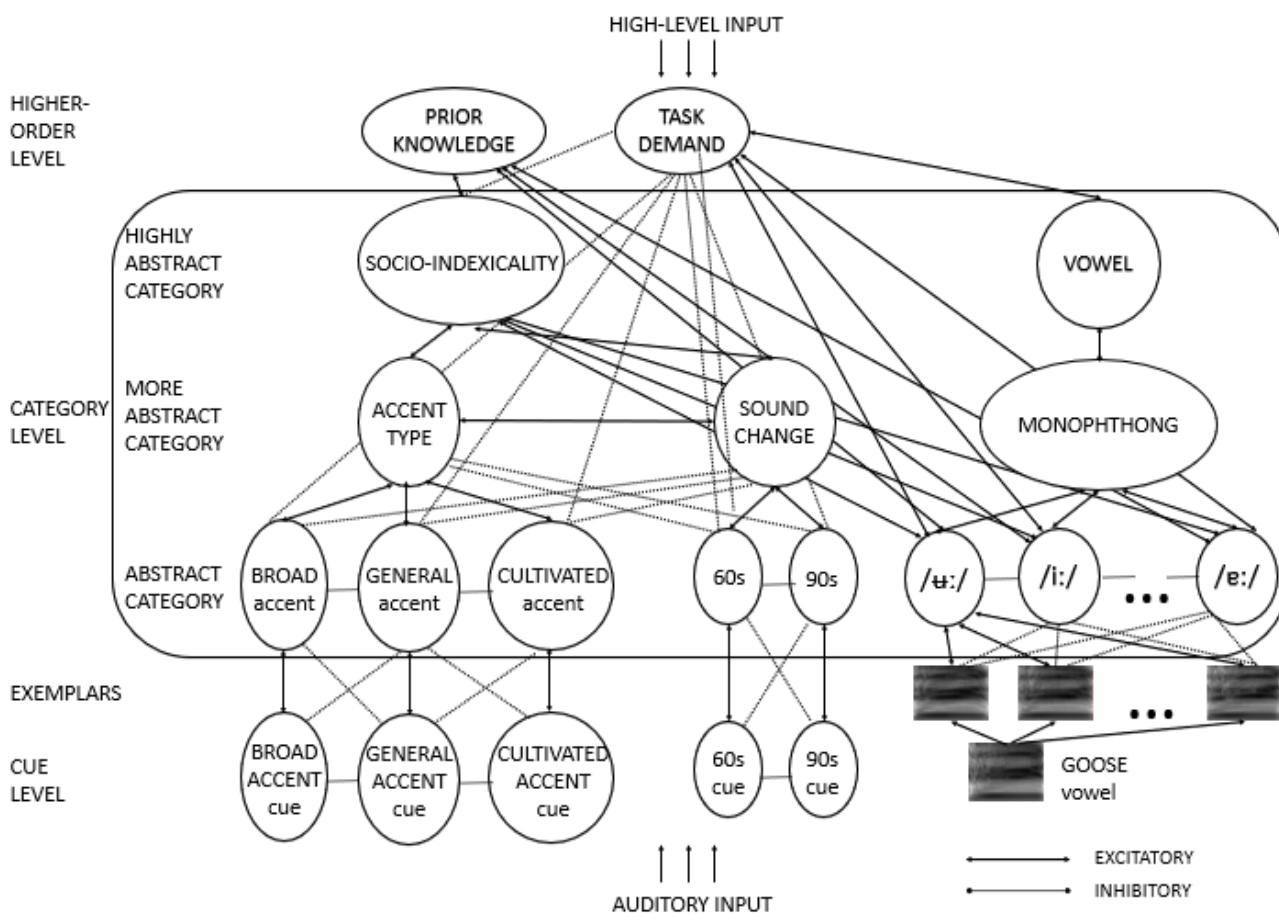 HIGH-LEVEL INPUT
HIGHER-
ORDER
LEVEL
PRIOR
KNOWLEDGE
TASK
DEMAND
HIGHLY
ABSTRACT
CATEGORY
SOCIO-INDEXICALITY
VOWEL
CATEGORY
LEVEL
MORE
ABSTRACT
CATEGORY
ACCENT
TYPE
SOUND
CHANGE
MONOPHTHONG
ABSTRACT
CATEGORY
BROAD
accent
GENERAL
accent
CULTIVATED
accent
60s
90s
/ʉː/
/iː/
...
/ɐː/
EXEMPLARS
...
CUE
LEVEL
BROAD
ACCENT
cue
GENERAL
ACCENT
cue
CULTIVATED
ACCENT
cue
60s
cue
90s
cue
GOOSE
vowel
EXCITATORY
INHIBITORY
AUDITORY INPUT